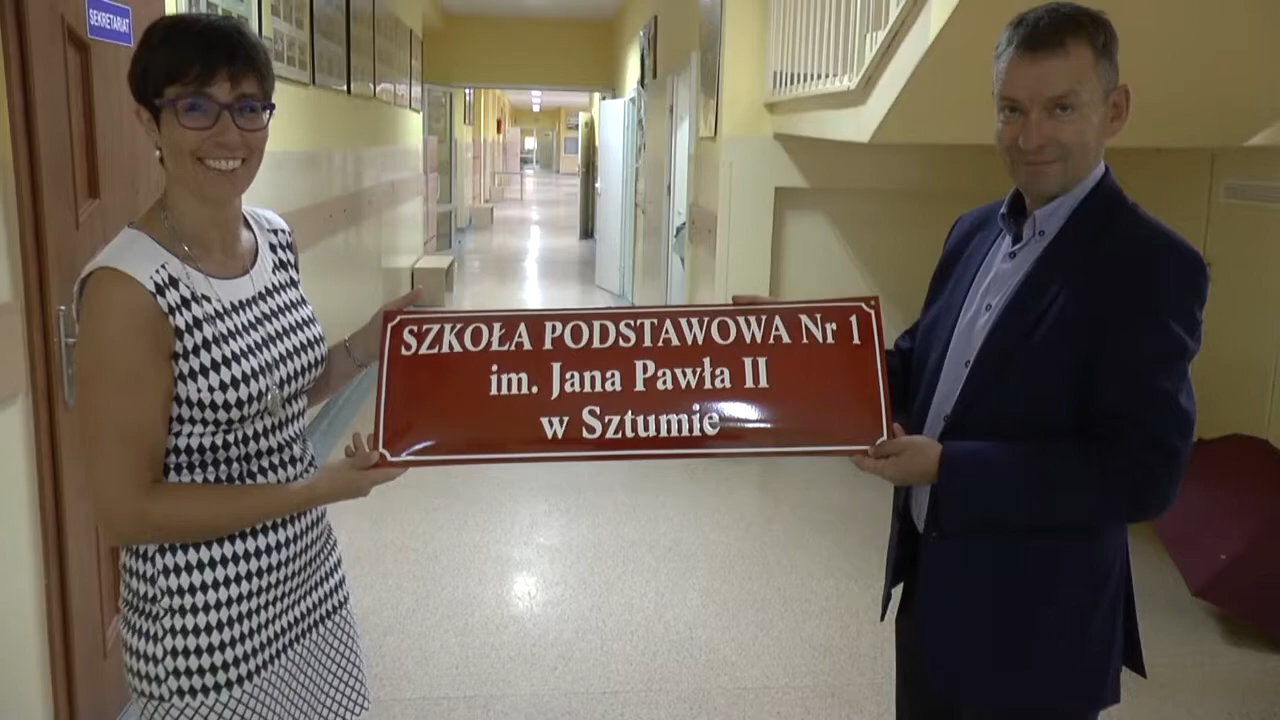 SEKRETARIAT
SZKOŁA PODSTAWOWA Nr 1
im. Jana Pawła II
w Sztumie